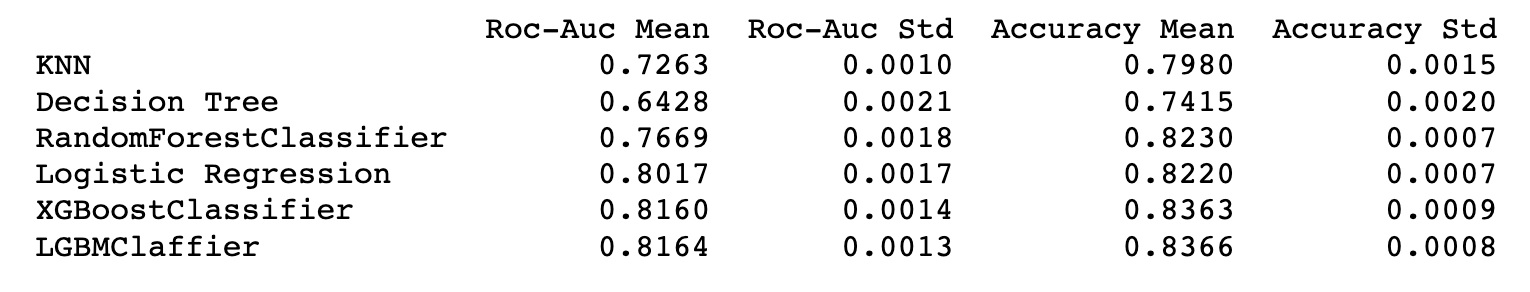 Roc-Auc Mean Roc-Auc Std Accuracy Mean Accuracy Std
KNN 0.7263 0.0010 0.7980 0.0015
Decision Tree 0.6428 0.0021 0.7415 0.0020
RandomForestClassifier 0.7669 0.0018 0.8230 0.0007
Logistic Regression 0.8017 0.0017 0.8220 0.0007
XGBoostClassifier 0.8160 0.0014 0.8363 0.0009
LGBMClaffier 0.8164 0.0013 0.8366 0.0008